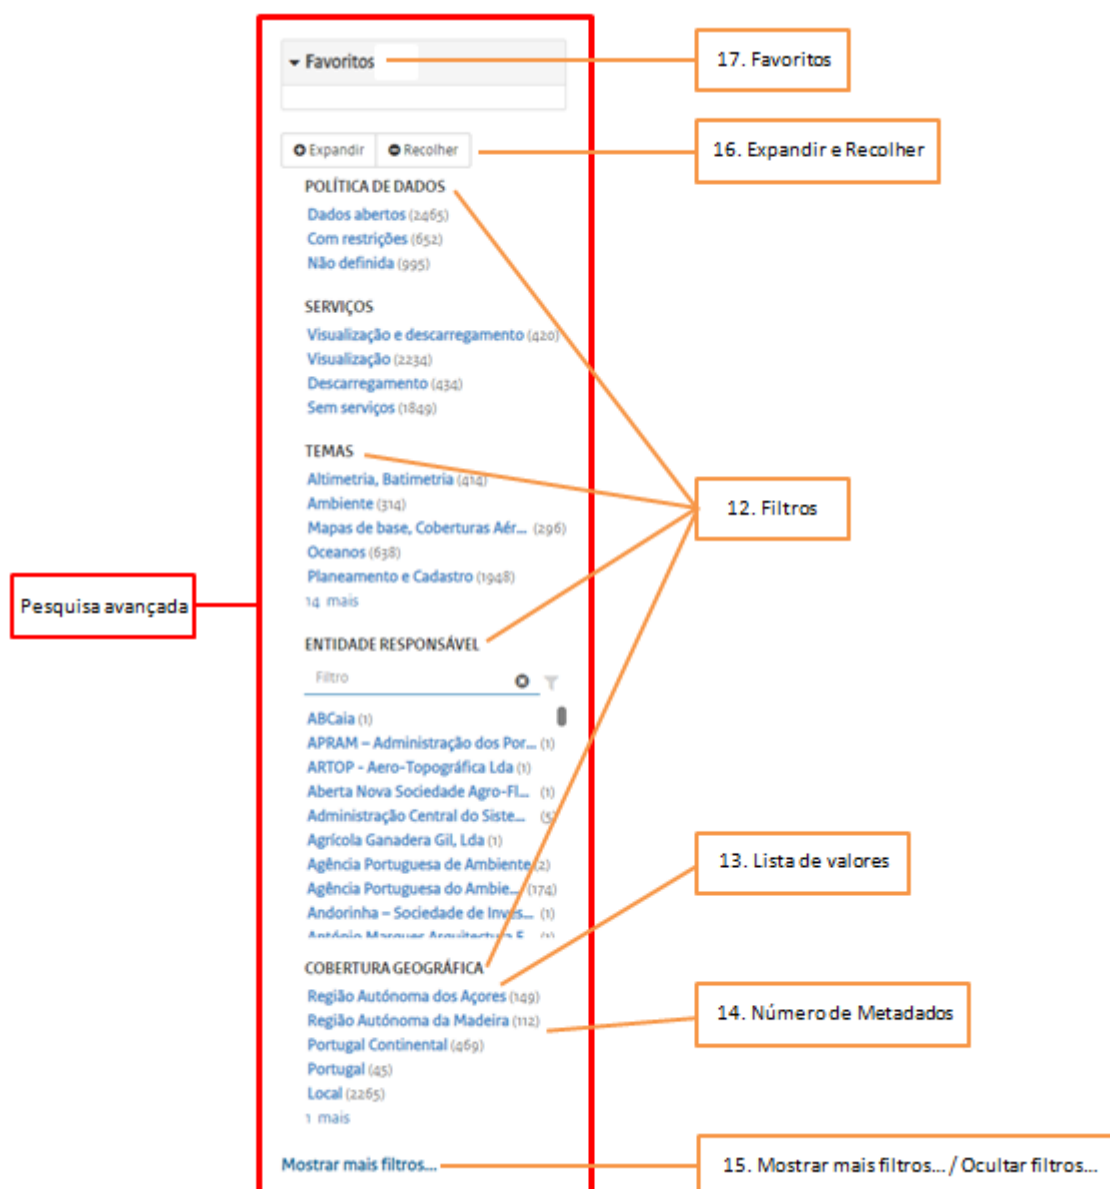 Favoritos
17. Favoritos
Expandir Recolher
16. Expandir e Recolher
POLÍTICA DE DADOS
Dados abertos (2465)
Com restrições (652)
Não definida (995)
SERVIÇOS
Visualização e descarregamento (420)
Visualização (2234)
Descarregamento (434)
Sem serviços (1849)
TEMAS
Altimetria, Batimetria (414)
Ambiente (314)
12. Filtros
Mapas de base, Coberturas Aér... (296)
Oceanos (638)
Planeamento e Cadastro (1948)
14 mais
Pesquisa avançada
ENTIDADE RESPONSÁVEL
Filtro
ABCaia (1)
APRAM – Administração dos Por... (1)
ARTOP - Aero-Topográfica Lda (1)
Aberta Nova Sociedade Agro-Fl... (1)
Administração Central do Siste... (5)
Agrícola Ganadera Gil, Lda (1)
Agência Portuguesa de Ambiente (2)
13. Lista de valores
Agência Portuguesa do Ambie... (174)
Andorinha – Sociedade de Inves... (1)
António Marques Arquitectura E... (1)
COBERTURA GEOGRÁFICA
Região Autónoma dos Açores (149)
Região Autónoma da Madeira (112)
14. Número de Metadados
Portugal Continental (469)
Portugal (45)
Local (2265)
1 mais
Mostrar mais filtros...
15. Mostrar mais filtros... / Ocultar filtros...